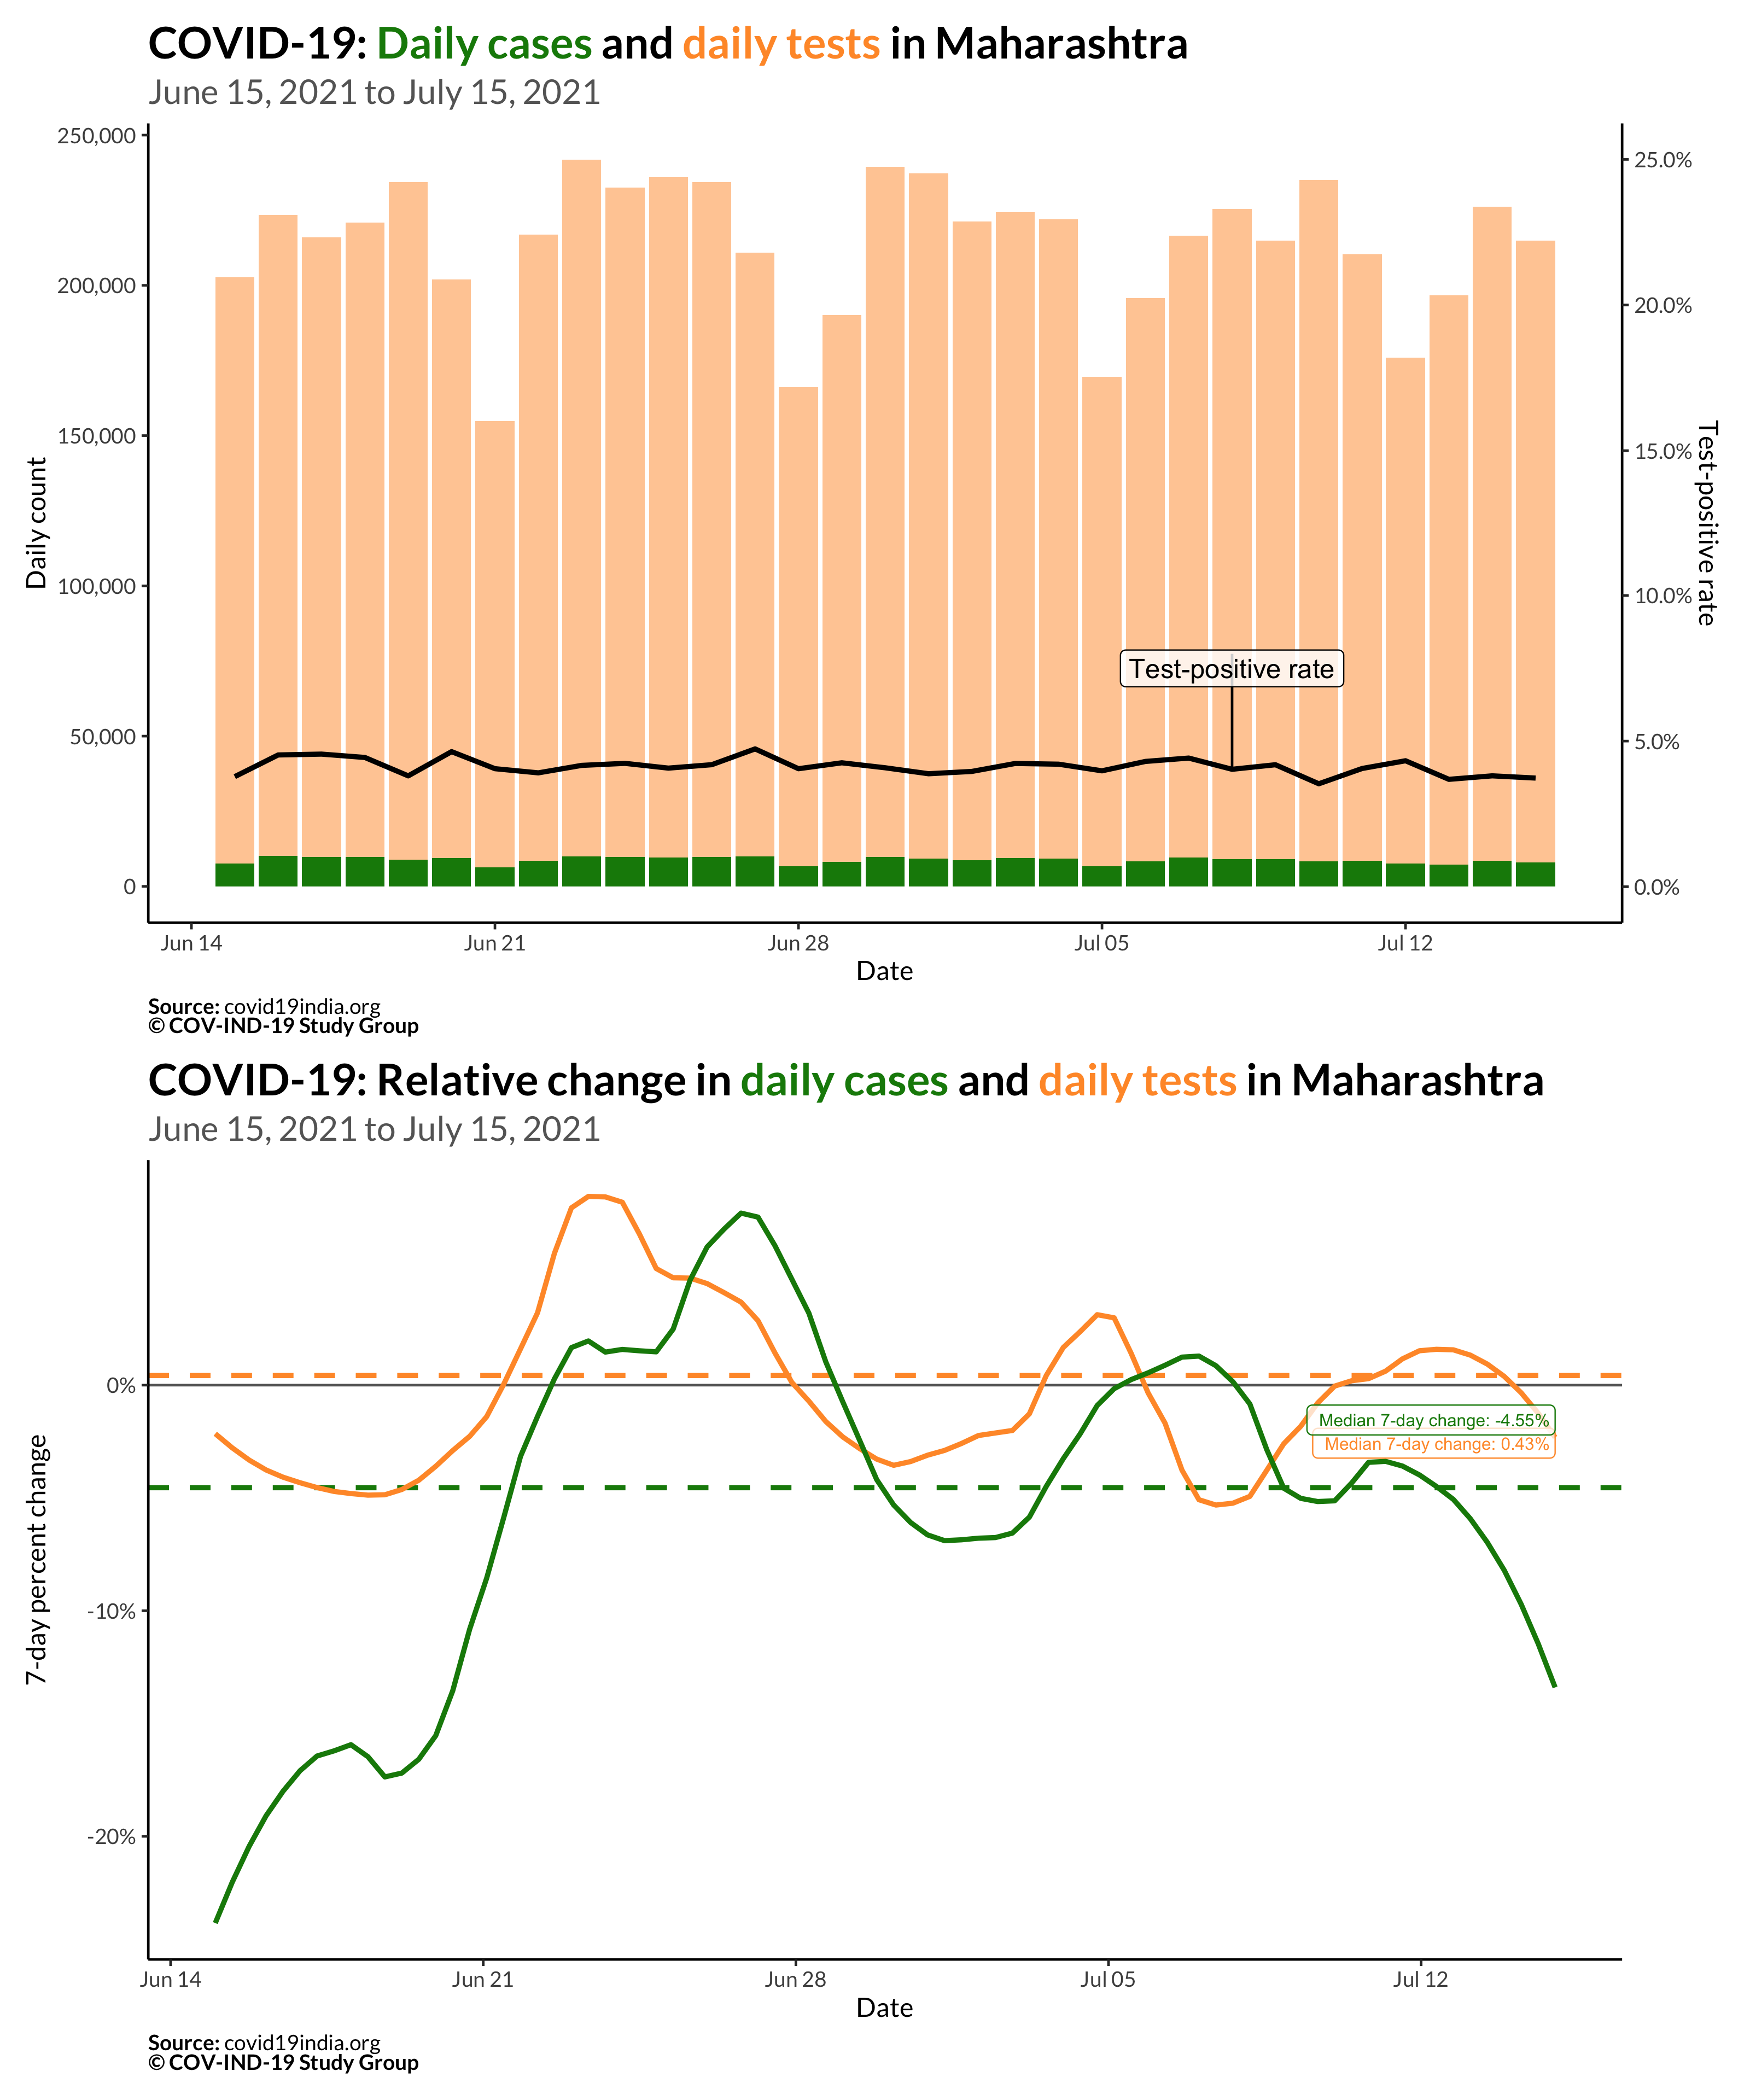 COVID-19: Daily cases and daily tests in Maharashtra
June 15, 2021 to July 15, 2021
250,000
200,000
150,000
100,000
50,000
0
Daily count
25.0%
20.0%
15.0%
10.0%
5.0%
0.0%
Test-positive rate
Test-positive rate
Jun 14
Jun 21
Jun 28
Jul 05
Jul 12
Date
Source: covid19india.org
© COV-IND-19 Study Group
COVID-19: Relative change in daily cases and daily tests in Maharashtra
June 15, 2021 to July 15, 2021
0%
-10%
-20%
7-day percent change
Median 7-day change: -4.55%
Median 7-day change: 0.43%
Jun 14
Jun 21
Jun 28
Jul 05
Jul 12
Date
Source: covid19india.org
© COV-IND-19 Study Group